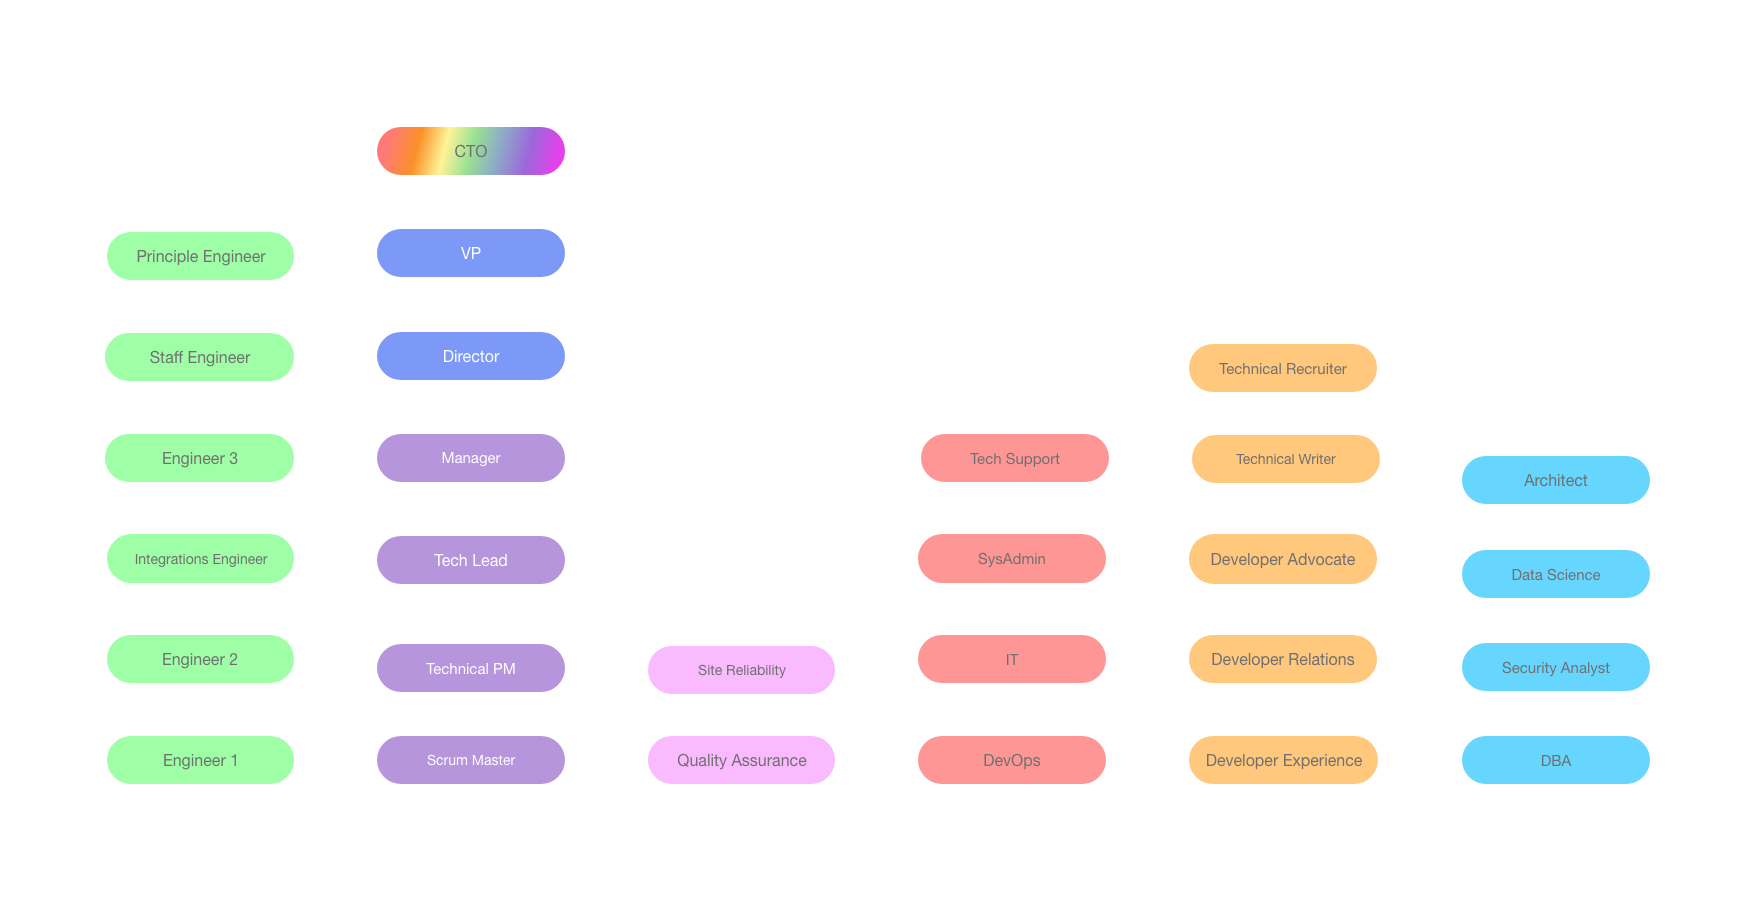 CTO
Principle Engineer
VP
Staff Engineer
Director
Technical Recruiter
Engineer 3
Manager
Tech Support
Technical Writer
Architect
Integrations Engineer
Tech Lead
SysAdmin
Developer Advocate
Data Science
Engineer 2
Technical PM
Site Reliability
IT
Developer Relations
Security Analyst
Engineer 1
Scrum Master
Quality Assurance
DevOps
Developer Experience
DBA